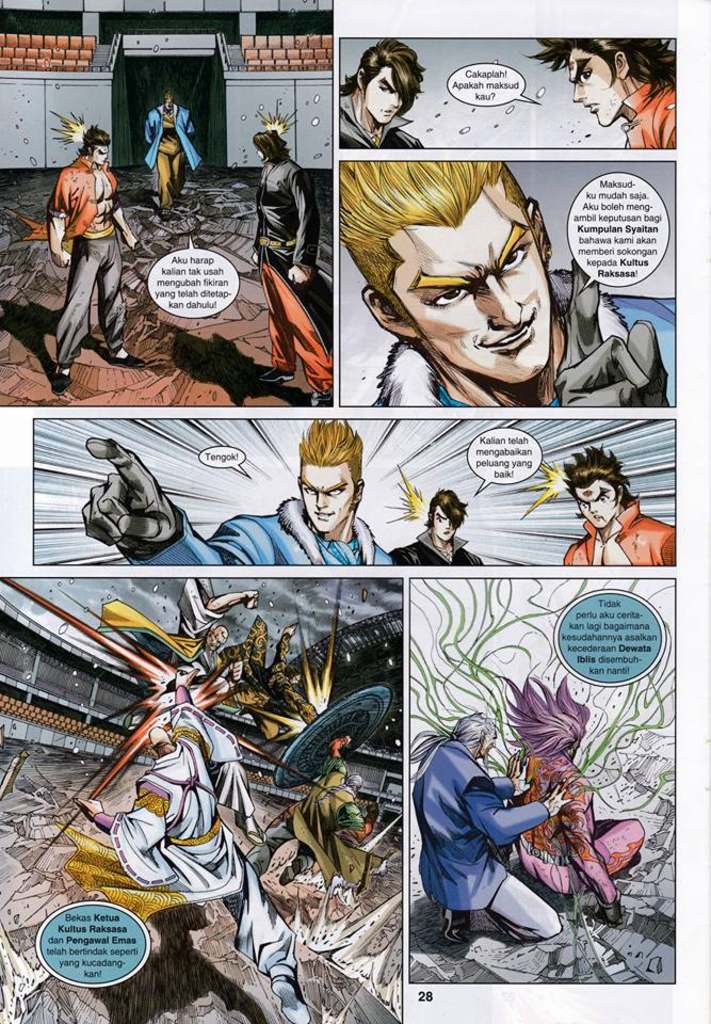 Aku harap
kalian tak usah
mengubah fikiran
yang telah ditetap-
kan dahulu!
Cakaplah!
Apakah maksud
kau?
Maksud-
ku mudah saja.
Aku boleh meng-
ambil keputusan bagi
Kumpulan Syaitan
bahawa kami akan
memberi sokongan
kepada Kultus
Raksasa!
Tengok!
Kalian telah
mengabaikan
peluang yang
baik!
Bekas Ketua
Kultus Raksasa
dan Pengawal Emas
telah bertindak seperti
yang kucadang-
kan!
Tidak
perlu aku cerita-
kan lagi bagaimana
kesudahannya asalkan
kecederaan Dewata
Iblis disembuh-
kan nanti!
28